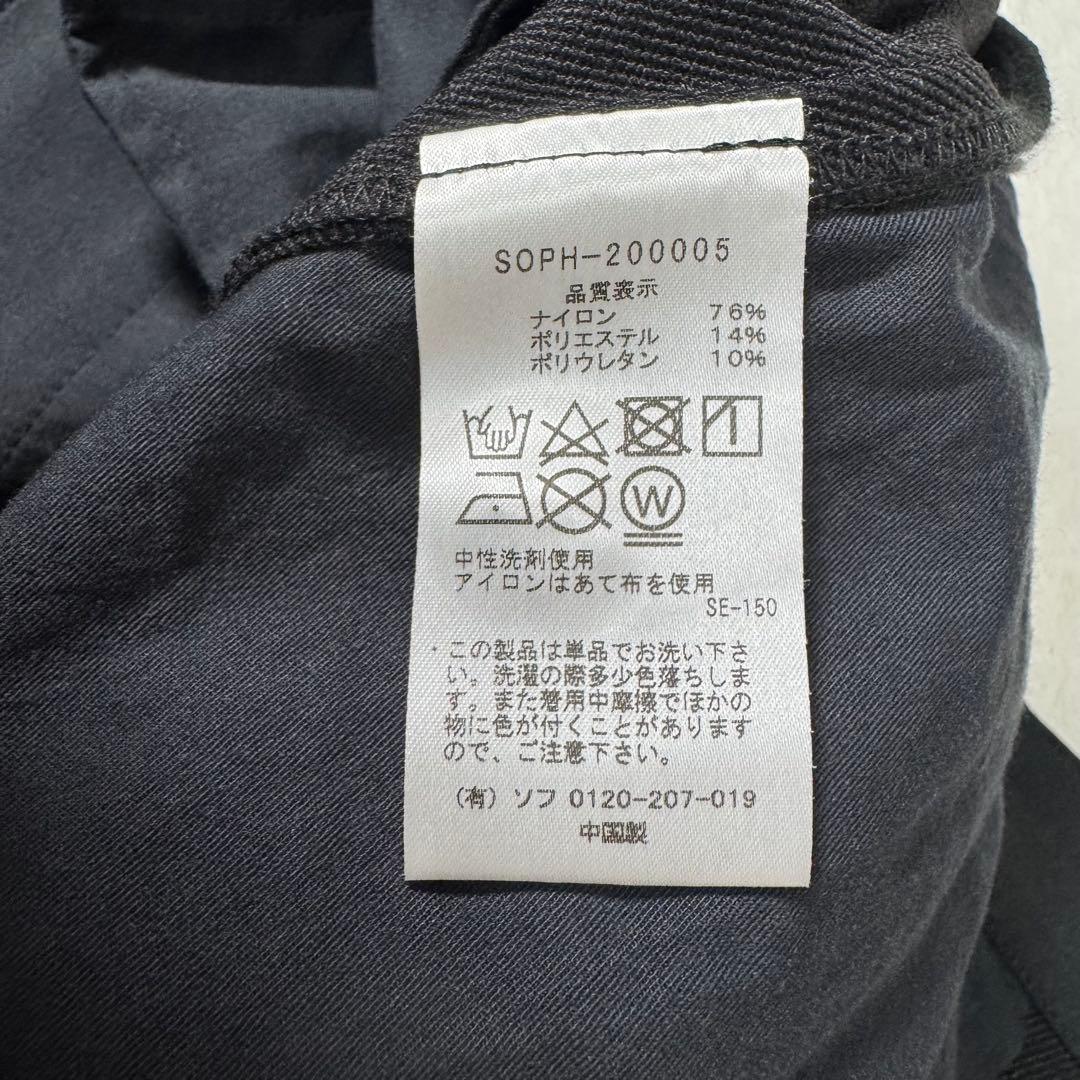 SOPH-200005
品質表示
ナイロン 76%
ポリエステル 14%
ポリウレタン 10%
W
中性洗剤使用
アイロンはあて布を使用
SE-150
・この製品は単品でお洗い下さ
い。洗濯の際多少色落ちしま
す。また着用中摩擦でほかの
物に色が付くことがあります
ので、ご注意下さい。
(有) ソフ 0120-207-019
中国製